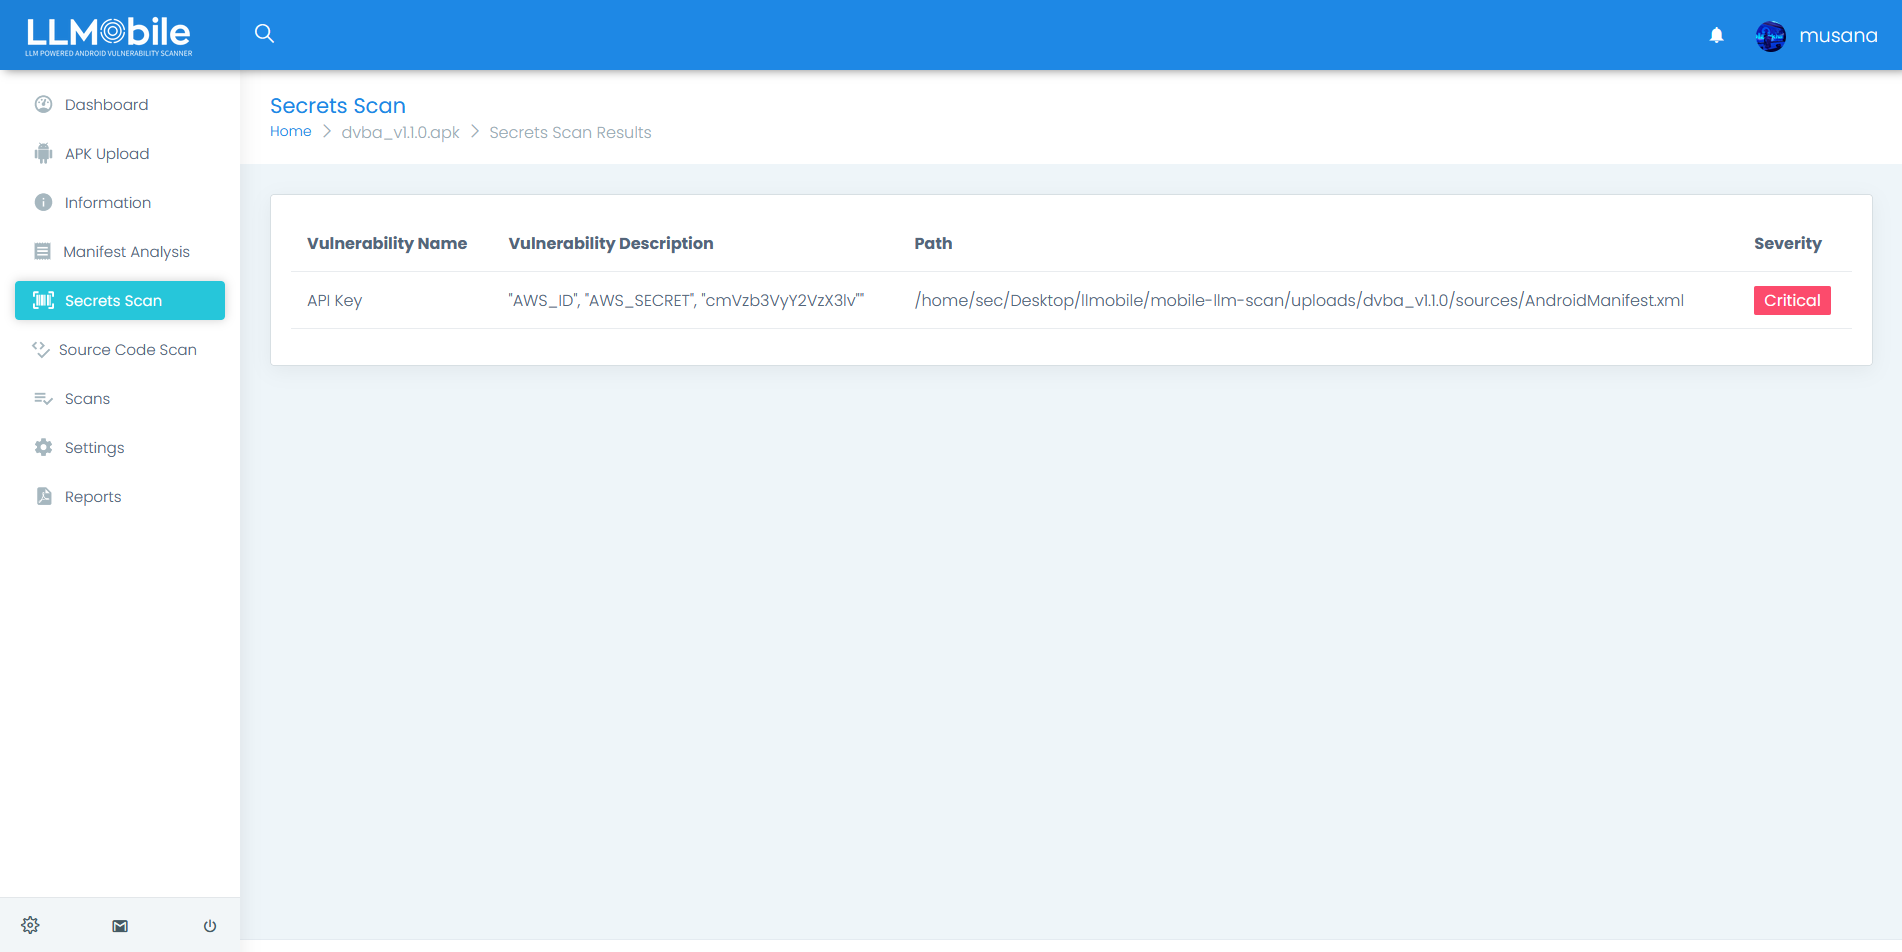 LLMobile
LLM POWERED ANDROID VULNERABILITY SCANNER
musana
Dashboard
APK Upload
Information
Manifest Analysis
Secrets Scan
Source Code Scan
Scans
Settings
Reports
Secrets Scan
Home > dvba_v1.1.0.apk > Secrets Scan Results
Vulnerability Name Vulnerability Description Path Severity
API Key "AWS_ID", "AWS_SECRET", "cmVzb3VyY2VzX3lv"" /home/sec/Desktop/llmobile/mobile-llm-scan/uploads/dvba_v1.1.0/sources/AndroidManifest.xml Critical